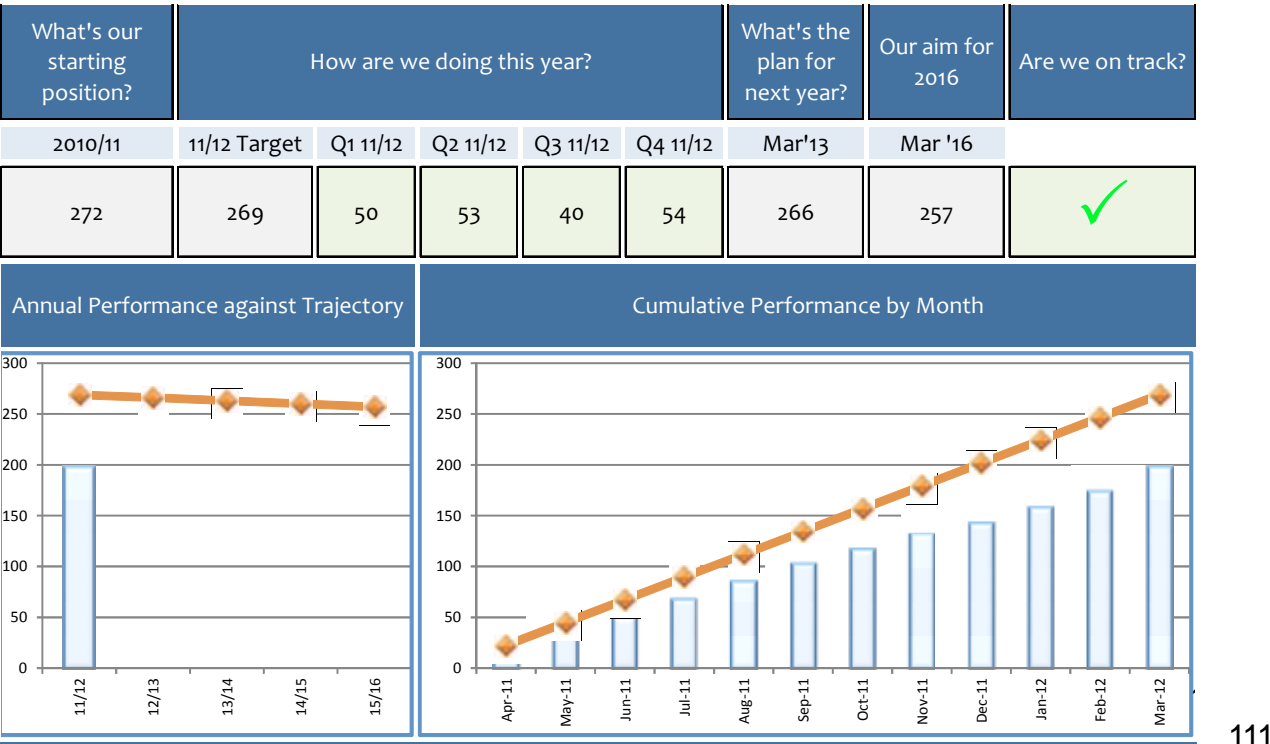 What's our
starting
position?
How are we doing this year?
What's the
plan for
next year?
Our aim for
2016
Are we on track?
2010/11
11/12 Target
Q1 11/12
Q2 11/12
Q3 11/12
Q4 11/12
Mar'13
Mar '16
272
269
50
53
40
54
266
257
Annual Performance against Trajectory
Cumulative Performance by Month
300
250
200
150
100
50
0
11/12
12/13
13/14
14/15
15/16
300
250
200
150
100
50
0
Apr-11
May-11
Jun-11
Jul-11
Aug-11
Sep-11
Oct-11
Nov-11
Dec-11
Jan-12
Feb-12
Mar-12
111